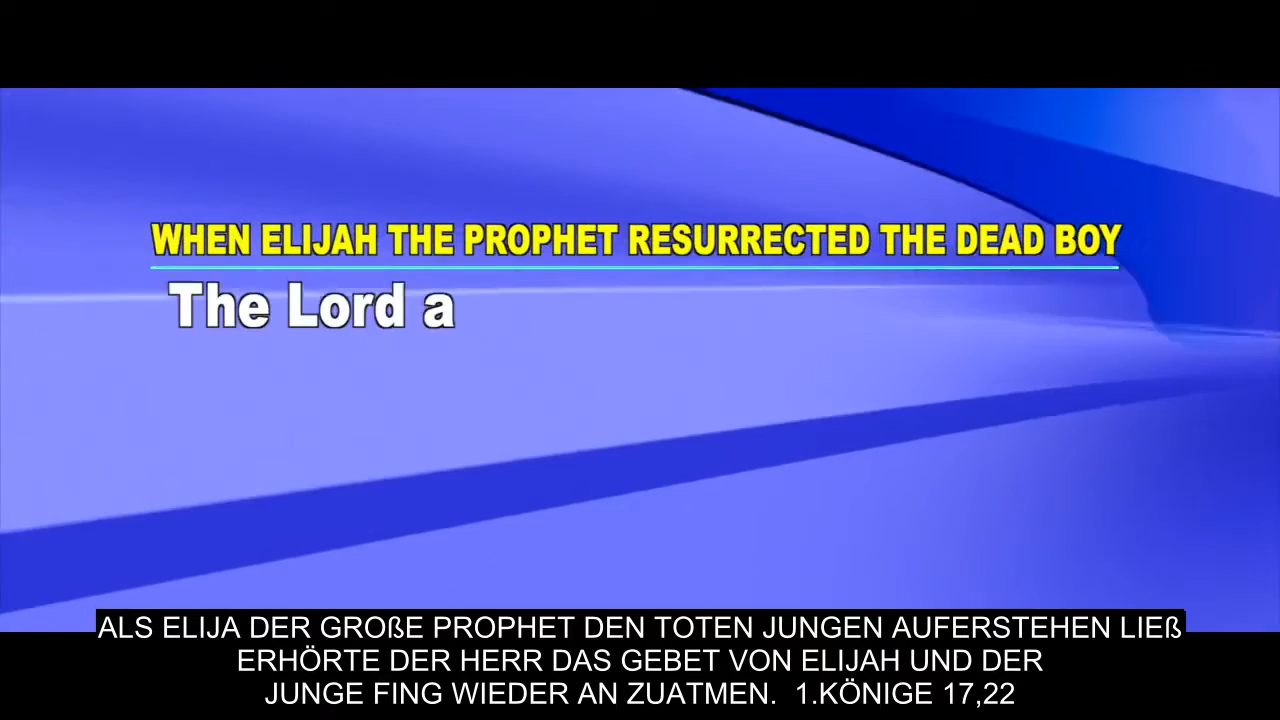 WHEN ELIJAH THE PROPHET RESURRECTED THE DEAD BOY
The Lord a
ALS ELIJA DER GROßE PROPHET DEN TOTEN JUNGEN AUFERSTEHEN LIEß
ERHÖRTE DER HERR DAS GEBET VON ELIJAH UND DER
JUNGE FING WIEDER AN ZUATMEN.  1.KÖNIGE 17,22